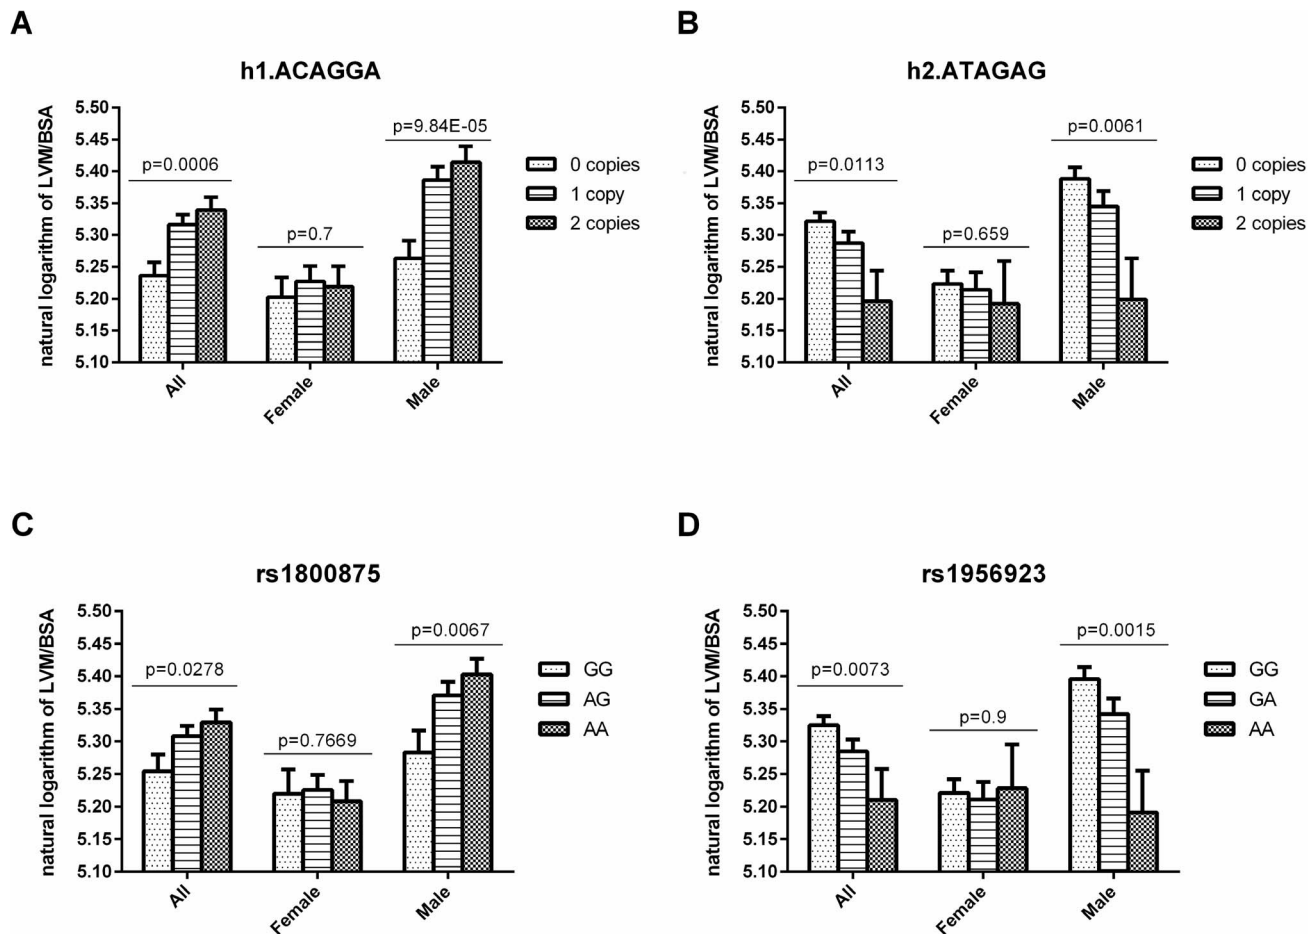 A
h1.ACAGGA
natural logarithm of LVM/BSA
5.50
5.45
5.40
5.35
5.30
5.25
5.20
5.15
5.10
p=0.0006
p=0.7
p=9.84E-05
All
Female
Male
0 copies
1 copy
2 copies
B
h2.ATAGAG
natural logarithm of LVM/BSA
5.50
5.45
5.40
5.35
5.30
5.25
5.20
5.15
5.10
p=0.0113
p=0.659
p=0.0061
All
Female
Male
0 copies
1 copy
2 copies
C
rs1800875
natural logarithm of LVM/BSA
5.50
5.45
5.40
5.35
5.30
5.25
5.20
5.15
5.10
p=0.0278
p=0.7669
p=0.0067
All
Female
Male
GG
AG
AA
D
rs1956923
natural logarithm of LVM/BSA
5.50
5.45
5.40
5.35
5.30
5.25
5.20
5.15
5.10
p=0.0073
p=0.9
p=0.0015
All
Female
Male
GG
GA
AA